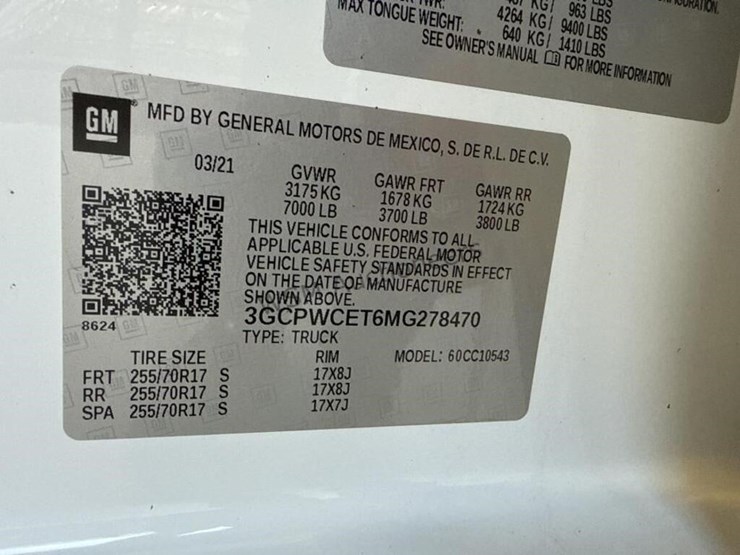 963 LBS
4264 KG/ 9400 LBS
MAX TONGUE WEIGHT: 640 KG/ 1410 LBS
SEE OWNER'S MANUAL FOR MORE INFORMATION
GM
MFD BY GENERAL MOTORS DE MEXICO, S. DE R.L. DE C.V.
03/21
GVWR GAWR FRT GAWR RR
3175 KG 1678 KG 1724 KG
7000 LB 3700 LB 3800 LB
THIS VEHICLE CONFORMS TO ALL
APPLICABLE U.S. FEDERAL MOTOR
VEHICLE SAFETY STANDARDS IN EFFECT
ON THE DATE OF MANUFACTURE
SHOWN ABOVE.
3GCPWCET6MG278470
8624
TYPE: TRUCK MODEL: 60CC10543
TIRE SIZE RIM
FRT 255/70R17 S 17X8J
RR 255/70R17 S 17X8J
SPA 255/70R17 S 17X7J